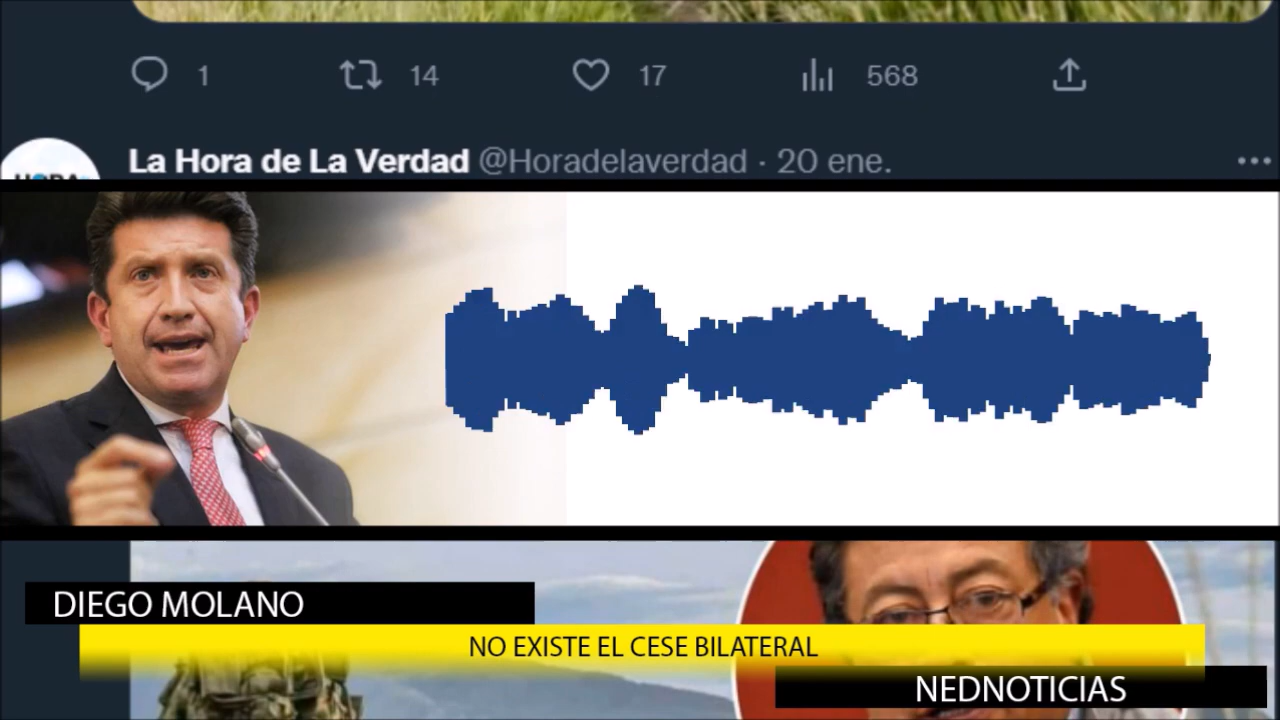 1 14 17 568
La Hora de La Verdad @Horadelaverdad · 20 ene.
DIEGO MOLANO
NO EXISTE EL CESE BILATERAL
NEDNOTICIAS